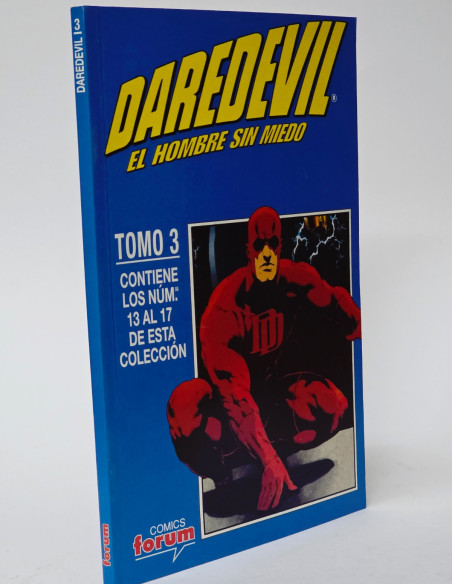 DAREDEVIL 3
DAREDEVIL®
EL HOMBRE SIN MIEDO
TOMO 3
CONTIENE
LOS NÚM.ˢ
13 AL 17
DE ESTA
COLECCIÓN
DD
COMICS
forum
forum